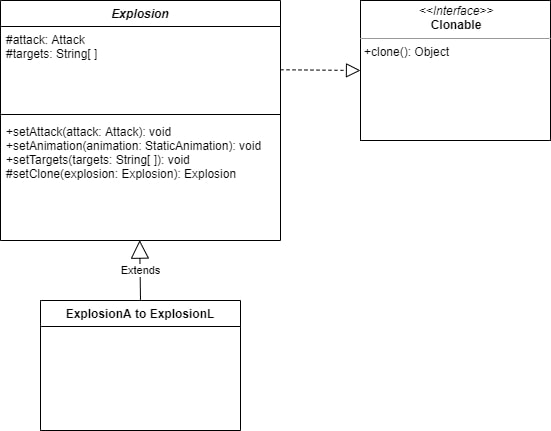 Explosion
#attack: Attack
#targets: String[ ]
+setAttack(attack: Attack): void
+setAnimation(animation: StaticAnimation): void
+setTargets(targets: String[ ]): void
#setClone(explosion: Explosion): Explosion
<<Interface>>
Clonable
+clone(): Object
Extends
ExplosionA to ExplosionL